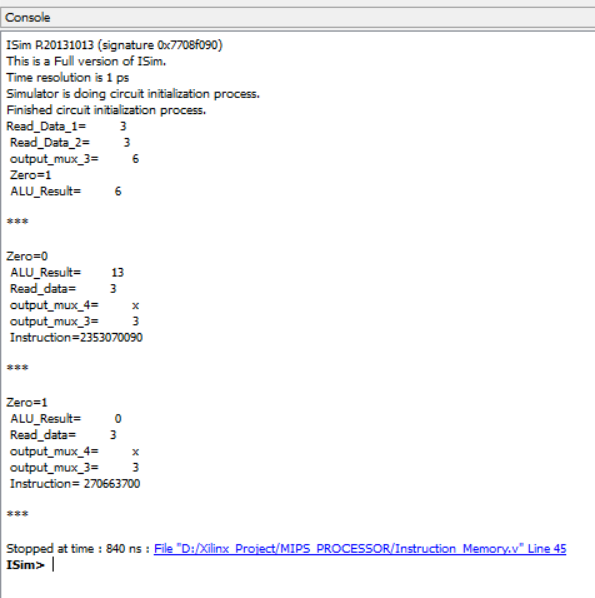 Console
ISim P.20131013 (signature 0x7708f090)
This is a Full version of ISim.
Time resolution is 1 ps
Simulator is doing circuit initialization process.
Finished circuit initialization process.
Read_Data_1= 3
Read_Data_2= 3
output_mux_3= 6
Zero=1
ALU_Result= 6
***
Zero=0
ALU_Result= 13
Read_data= 3
output_mux_4= x
output_mux_3= 3
Instruction=2353070090
***
Zero=1
ALU_Result= 0
Read_data= 3
output_mux_4= x
output_mux_3= 3
Instruction= 270663700
***
Stopped at time : 840 ns : File "D:/Xilinx_Project/MIPS_PROCESSOR/Instruction_Memory.v" Line 45
ISim>